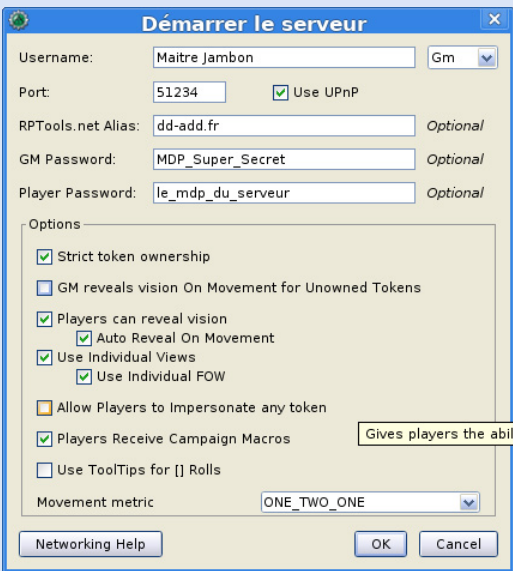 Démarrer le serveur
Username: Maitre Jambon Gm
Port: 51234 Use UPnP
RPTools.net Alias: dd-add.fr Optional
GM Password: MDP_Super_Secret Optional
Player Password: le_mdp_du_serveur Optional
Options
Strict token ownership
GM reveals vision On Movement for Unowned Tokens
Players can reveal vision
Auto Reveal On Movement
Use Individual Views
Use Individual FOW
Allow Players to Impersonate any token
Gives players the abil
Players Receive Campaign Macros
Use ToolTips for [] Rolls
Movement metric ONE_TWO_ONE
Networking Help OK Cancel